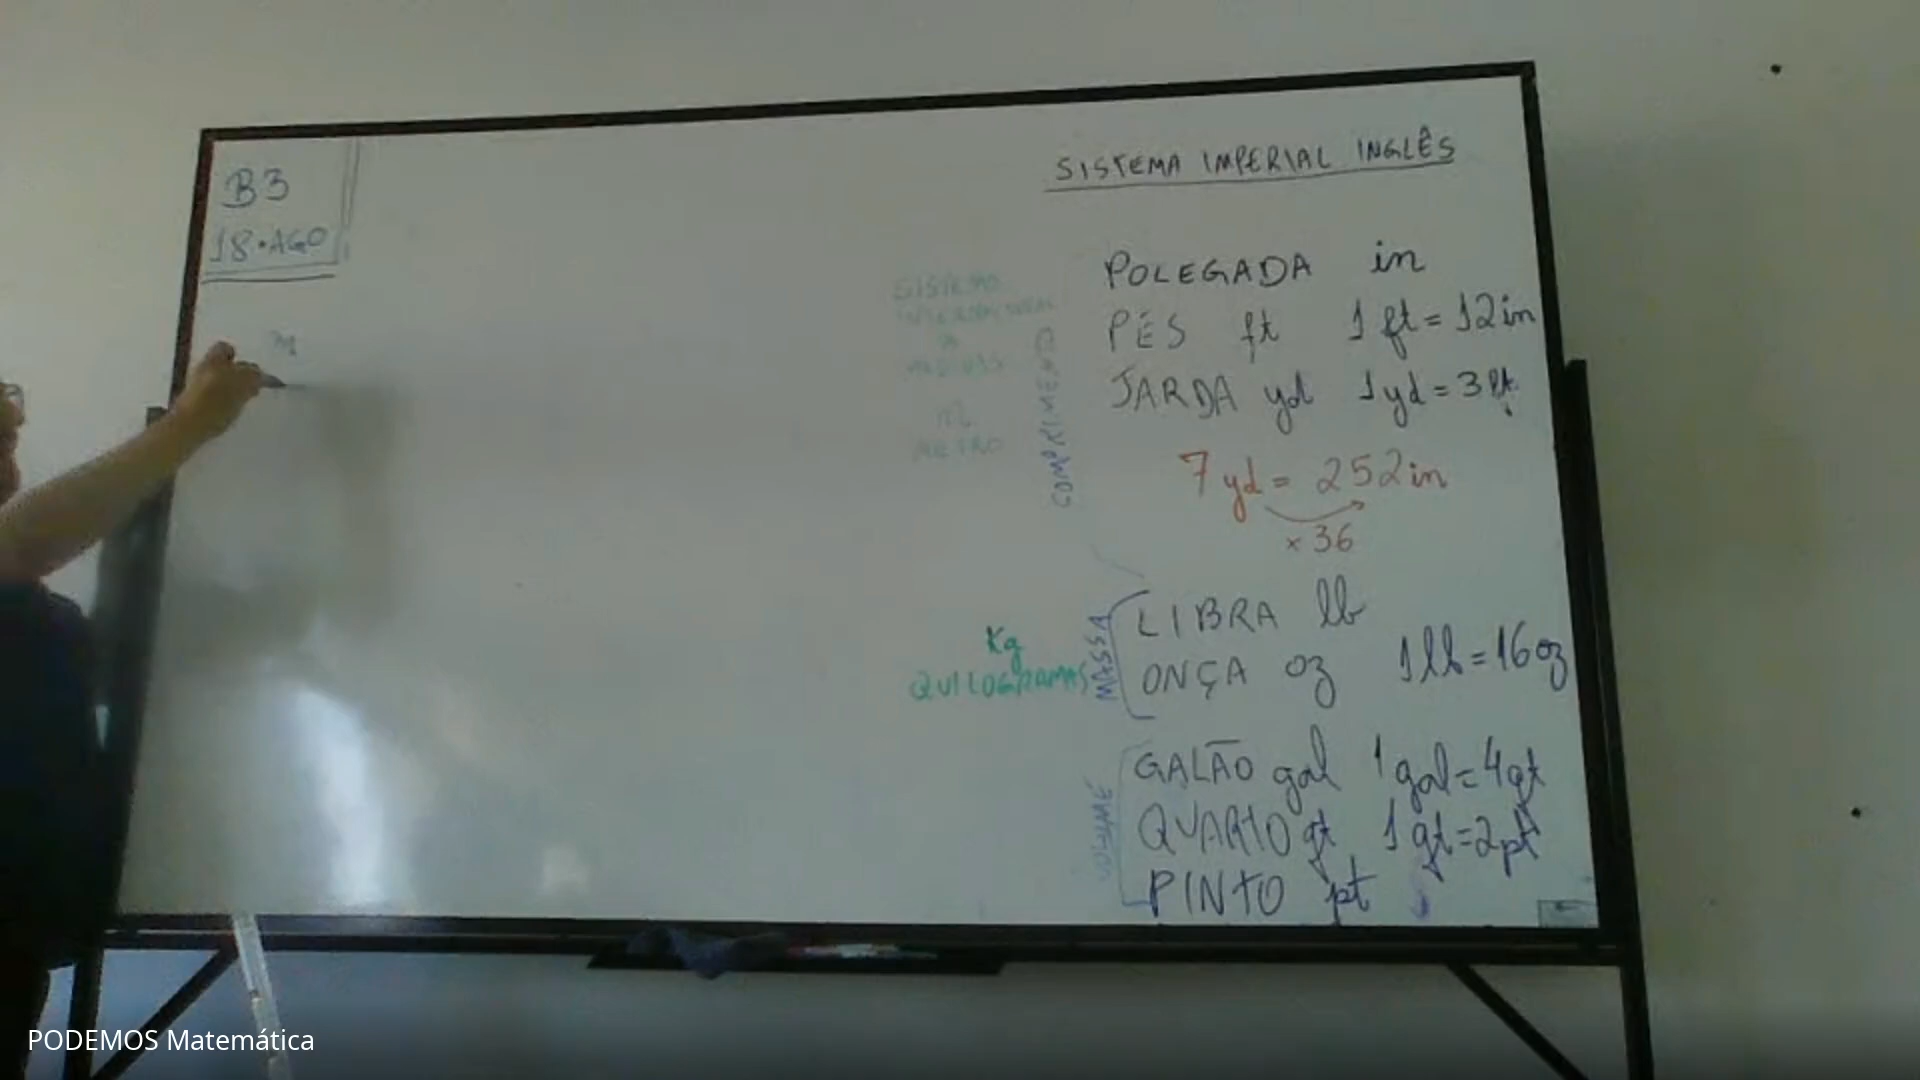 B3
18•AGO
m
SISTEMA IMPERIAL INGLÊS
POLEGADA in
PÉS ft 1 ft = 12in
JARDA yd 1 yd = 3 ft
7 yd = 252 in
× 36
COMPRIMENTO
METRO
LIBRA lb
ONÇA oz 1 lb = 16 oz
MASSA
Kg
QUILOGRAMAS
GALÃO gal 1 gal = 4 qt
QUARTO qt 1 qt = 2 pt
PINTO pt
VOLUME
PODEMOS Matemática